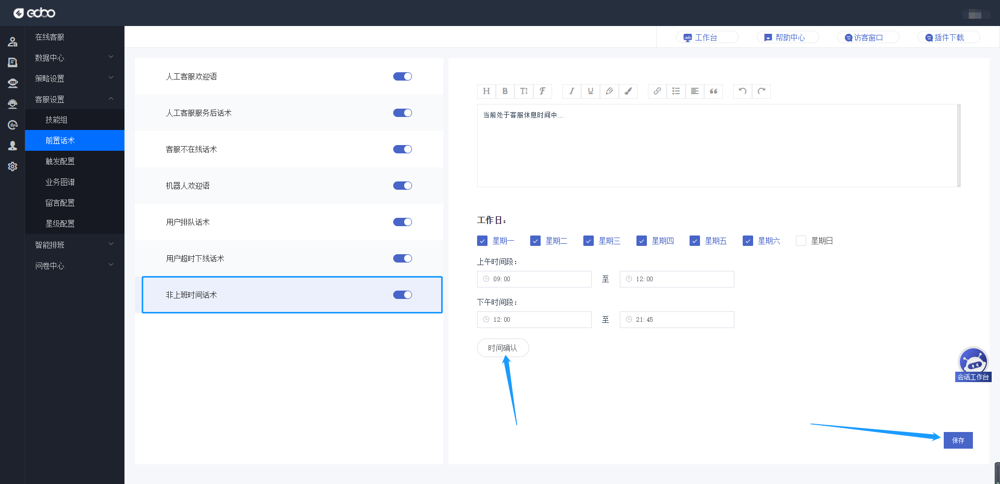 ecbo
工作台
帮助中心
访客窗口
插件下载
在线客服
数据中心
策略设置
客服设置
技能组
前置话术
触发配置
业务图谱
留言配置
星级配置
智能排班
问卷中心
人工客服欢迎语
人工客服服务后话术
客服不在线话术
机器人欢迎语
用户排队话术
用户超时下线话术
非上班时间话术
H B T F I U
当前处于客服休息时间中...
工作日：
星期一 星期二 星期三 星期四 星期五 星期六 星期日
上午时间段：
09:00 至 12:00
下午时间段：
12:00 至 21:45
时间确认
会话工作台
保存